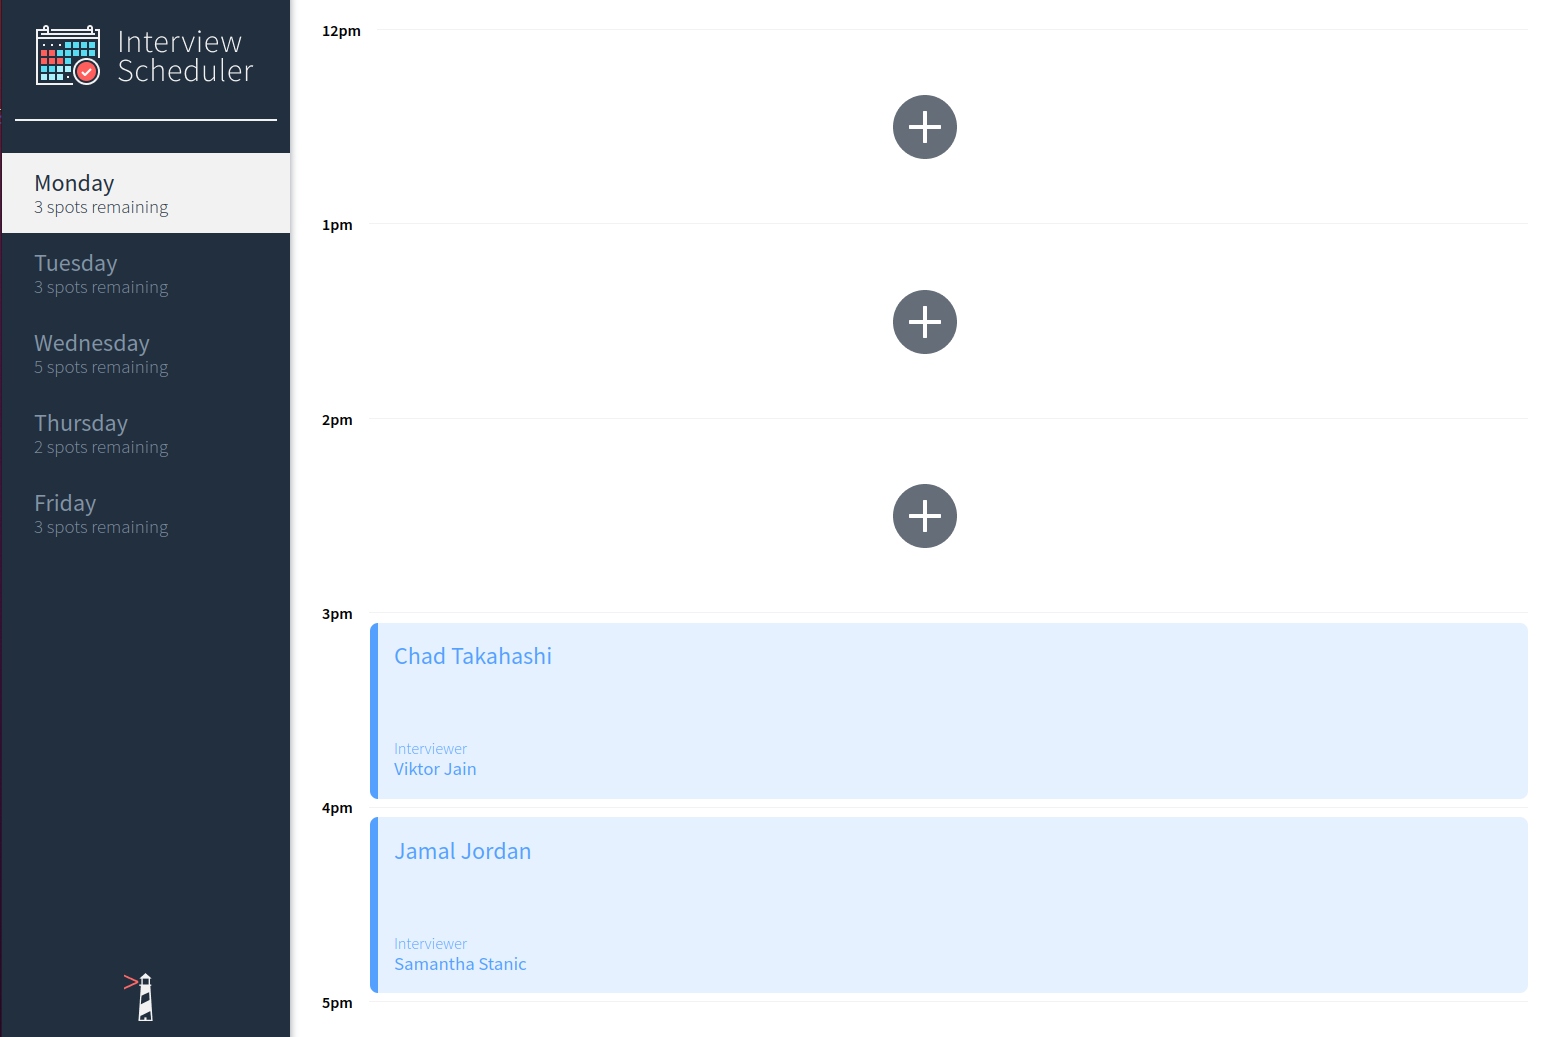 Interview
Scheduler
Monday
3 spots remaining
Tuesday
3 spots remaining
Wednesday
5 spots remaining
Thursday
2 spots remaining
Friday
3 spots remaining
12pm
1pm
2pm
3pm
Chad Takahashi
Interviewer
Viktor Jain
4pm
Jamal Jordan
Interviewer
Samantha Stanic
5pm